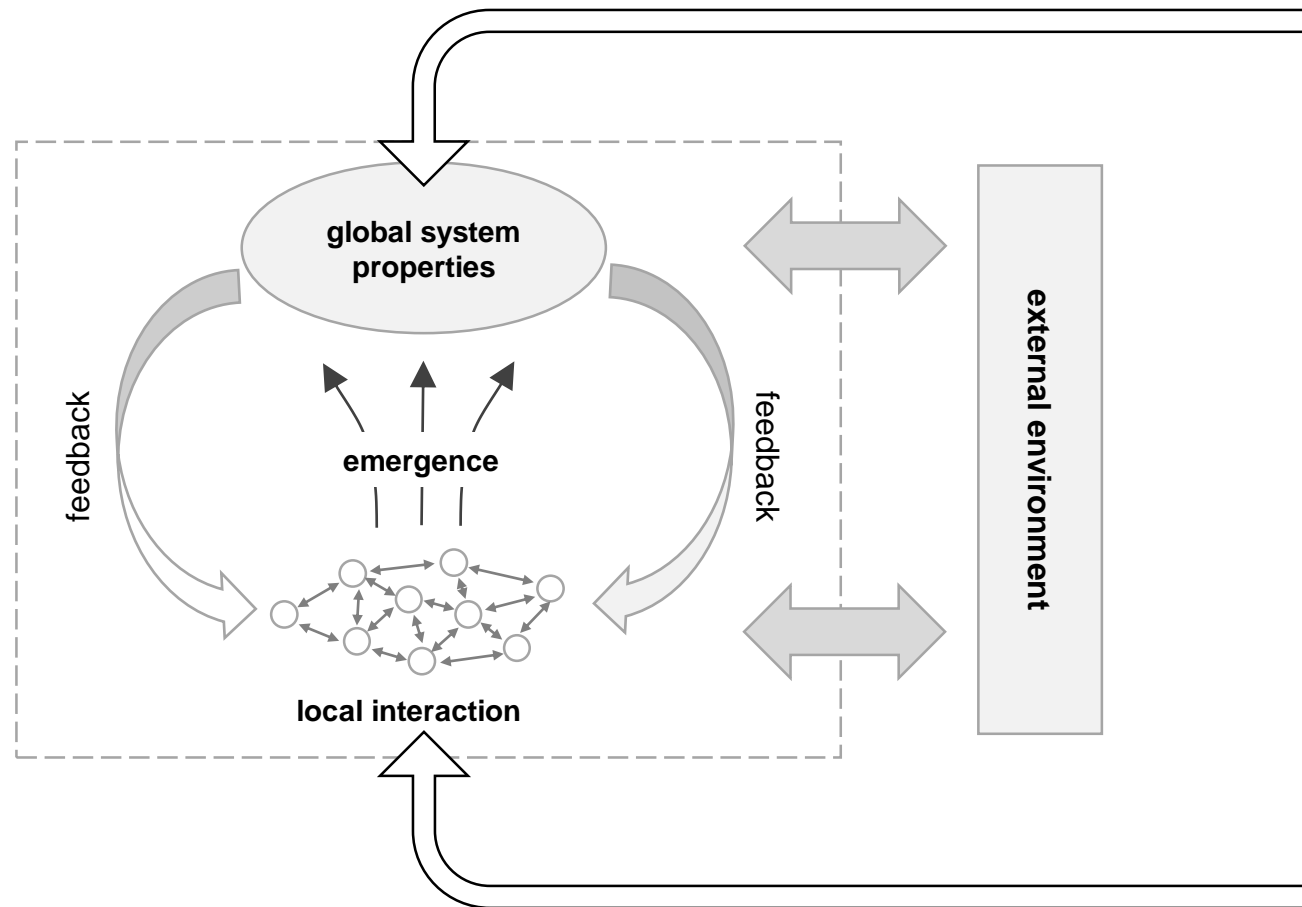 global system
properties
feedback
emergence
feedback
external environment
local interaction